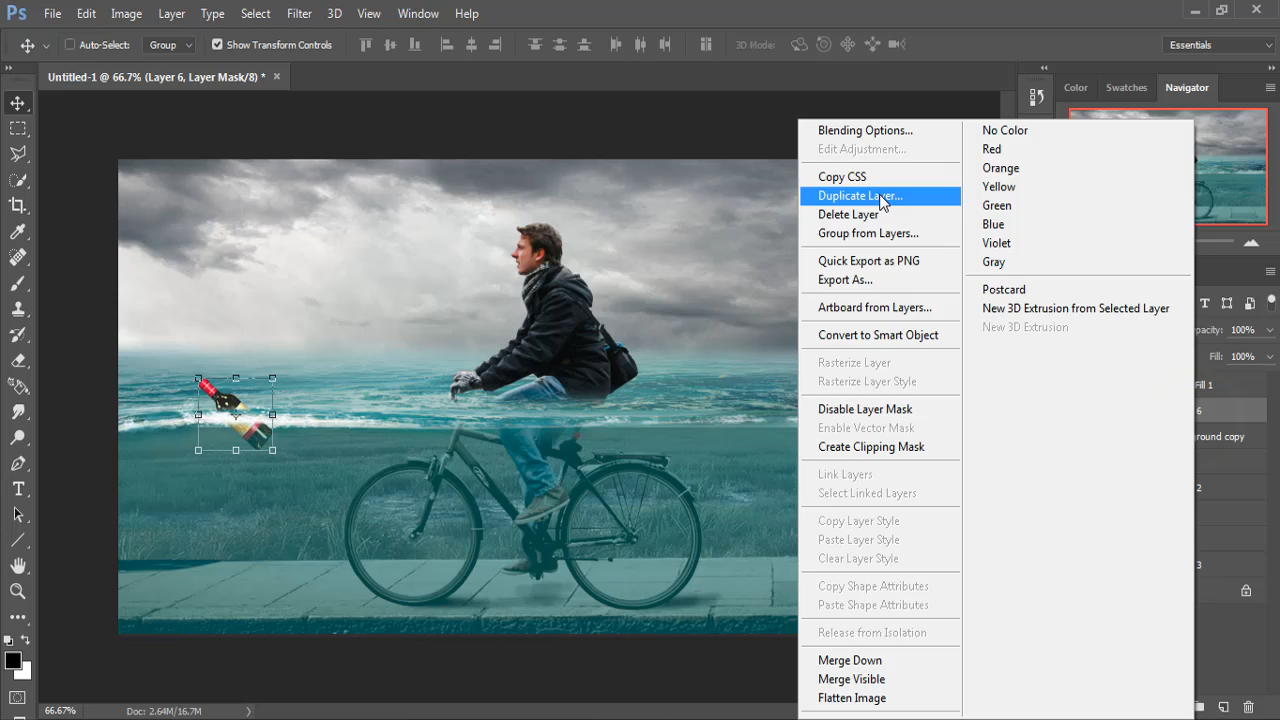 Ps File Edit Image Layer Type Select Filter 3D View Window Help
Auto-Select: Group Show Transform Controls 3D Mode: Essentials
Untitled-1 @ 66.7% (Layer 6, Layer Mask/8) * ×
Color Swatches Navigator
Blending Options...
Edit Adjustment...
Copy CSS
Duplicate Layer...
Delete Layer
Group from Layers...
Quick Export as PNG
Export As...
Artboard from Layers...
Convert to Smart Object
Rasterize Layer
Rasterize Layer Style
Disable Layer Mask
Enable Vector Mask
Create Clipping Mask
Link Layers
Select Linked Layers
Copy Layer Style
Paste Layer Style
Clear Layer Style
Copy Shape Attributes
Paste Shape Attributes
Release from Isolation
Merge Down
Merge Visible
Flatten Image
No Color
Red
Orange
Yellow
Green
Blue
Violet
Gray
Postcard
New 3D Extrusion from Selected Layer
New 3D Extrusion
T
pacity: 100%
Fill: 100%
Fill 1
6
round copy
2
3
T
66.67% Doc: 2.64M/16.7M